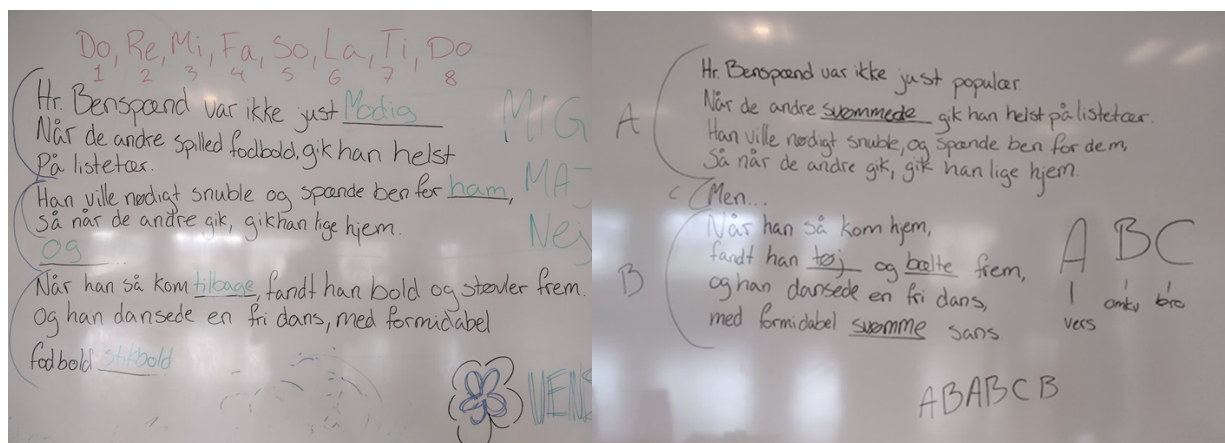 Do, Re, Mi, Fa, So, La, Ti, Do
1 2 3 4 5 6 7 8
Hr. Benspænd var ikke just Modig
Når de andre spilled fodbold, gik han helst
På listetæer.
Han ville nødigt snuble og spænde ben for ham,
Så når de andre gik, gik han lige hjem.
Og
Når han så kom tilbage, fandt han bold og støvler frem.
Og han dansede en fri dans, med formidabel
fodbold stikbold
MIG
MAJ
Nej
VENS
A
Hr. Benspænd var ikke just populær.
Når de andre svømmede gik han helst på listetæer.
Han ville nødigt snuble, og spænde ben for dem,
Så når de andre gik, gik han lige hjem.
C
Men...
B
Når han så kom hjem,
fandt han tøj og bælte frem,
og han dansede en fri dans,
med formidabel svømme sans
A B C
vers omkv bro
ABABCB